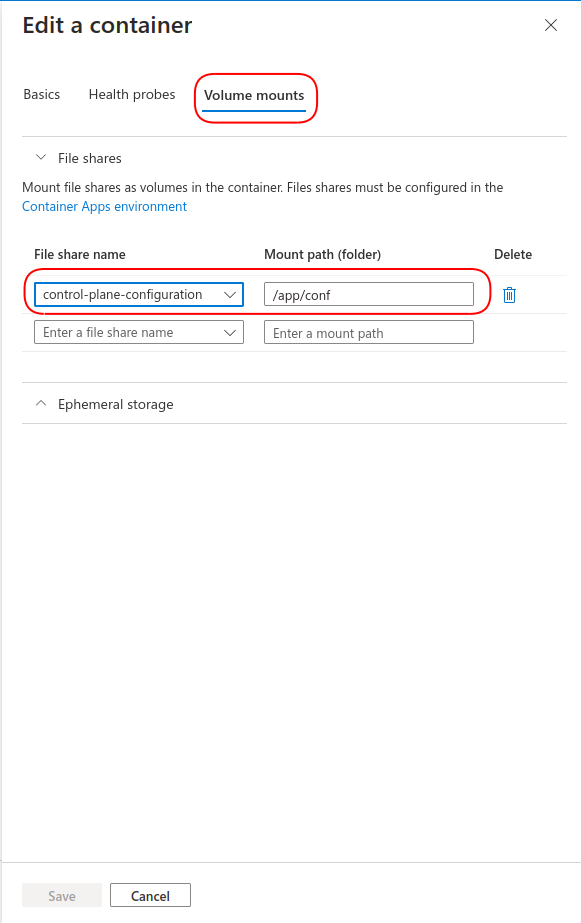 Edit a container
Basics Health probes Volume mounts
File shares
Mount file shares as volumes in the container. Files shares must be configured in the
Container Apps environment
File share name Mount path (folder) Delete
control-plane-configuration /app/conf
Enter a file share name Enter a mount path
Ephemeral storage
Save Cancel